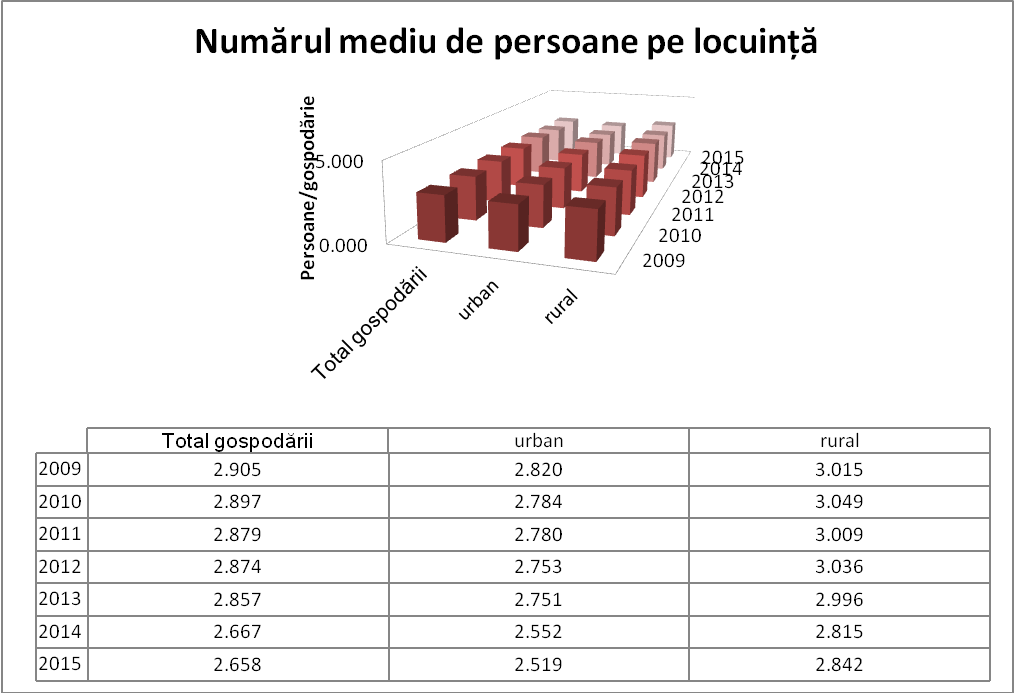 Numărul mediu de persoane pe locuință
Persoane/gospodărie
5.000
0.000
2015
2014
2013
2012
2011
2010
2009
Total gospodării
urban
rural
Total gospodării urban rural
2009 2.905 2.820 3.015
2010 2.897 2.784 3.049
2011 2.879 2.780 3.009
2012 2.874 2.753 3.036
2013 2.857 2.751 2.996
2014 2.667 2.552 2.815
2015 2.658 2.519 2.842